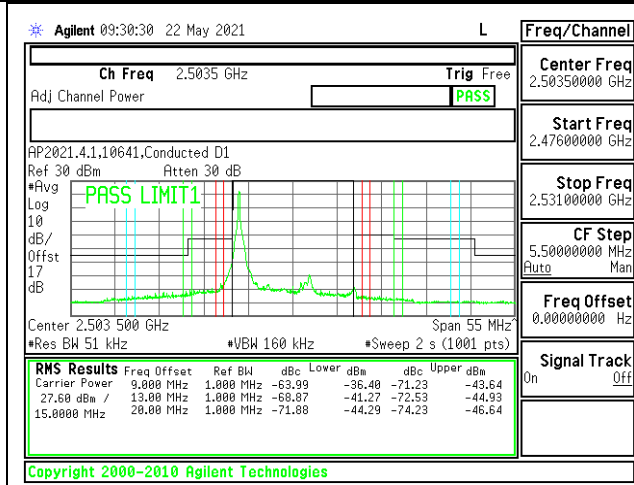 Agilent 09:30:30 22 May 2021 L
Freq/Channel
Ch Freq 2.5035 GHz Trig Free
Adj Channel Power PASS
AP2021.4.1,10641,Conducted D1
Ref 30 dBm Atten 30 dB
#Avg
Log
10
dB/
Offst
17
dB
PASS LIMIT1
Center 2.503 500 GHz Span 55 MHz^
#Res BW 51 kHz #VBW 160 kHz #Sweep 2 s (1001 pts)
RMS Results Freq Offset Ref BW dBc Lower dBm dBc Upper dBm
Carrier Power 9.000 MHz 1.000 MHz -63.99 -36.40 -71.23 -43.64
27.60 dBm / 13.00 MHz 1.000 MHz -68.87 -41.27 -72.53 -44.93
15.0000 MHz 20.00 MHz 1.000 MHz -71.88 -44.29 -74.23 -46.64
Copyright 2000-2010 Agilent Technologies
Center Freq
2.50350000 GHz
Start Freq
2.47600000 GHz
Stop Freq
2.53100000 GHz
CF Step
5.50000000 MHz
Auto Man
Freq Offset
0.00000000 Hz
Signal Track
On Off